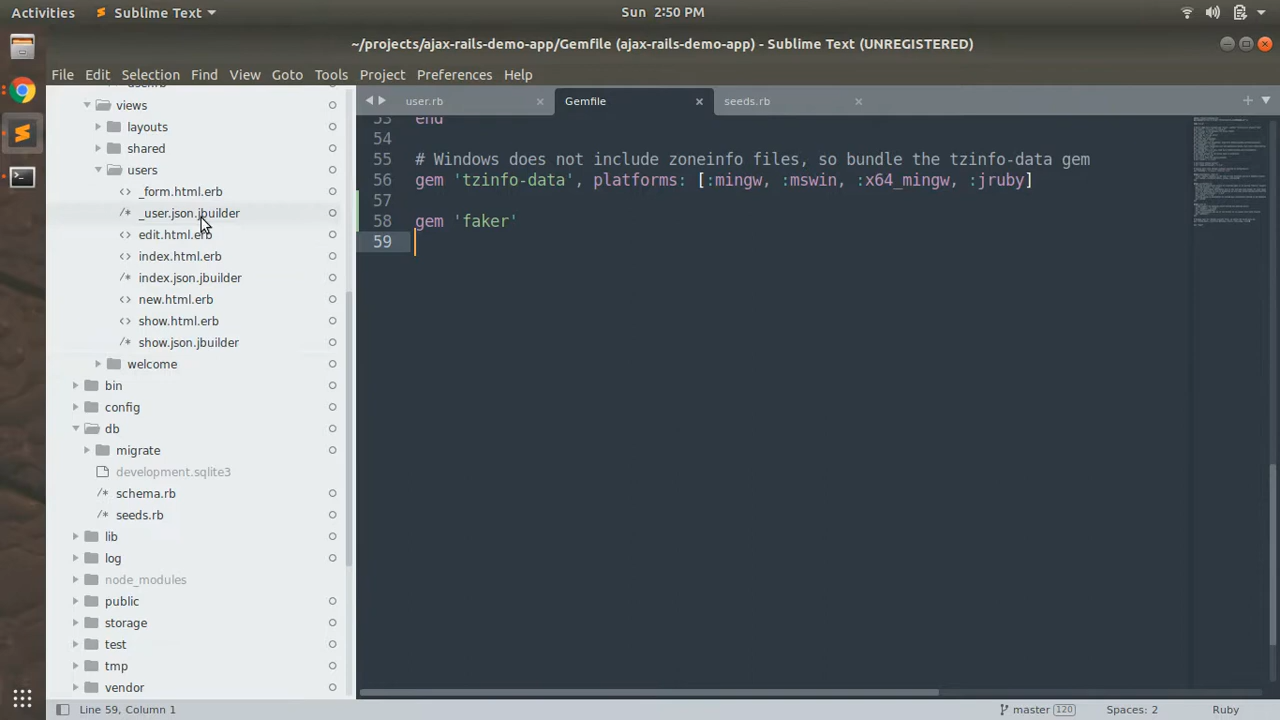 Activities
Sublime Text
Sun 2:50 PM
~/projects/ajax-rails-demo-app/Gemfile (ajax-rails-demo-app) - Sublime Text (UNREGISTERED)
File Edit Selection Find View Goto Tools Project Preferences Help
views
layouts
shared
users
_form.html.erb
_user.json.jbuilder
edit.html.erb
index.html.erb
index.json.jbuilder
new.html.erb
show.html.erb
show.json.jbuilder
welcome
bin
config
db
migrate
development.sqlite3
schema.rb
seeds.rb
lib
log
node_modules
public
storage
test
tmp
vendor
user.rb
Gemfile
seeds.rb
53 end
54
55 # Windows does not include zoneinfo files, so bundle the tzinfo-data gem
56 gem 'tzinfo-data', platforms: [:mingw, :mswin, :x64_mingw, :jruby]
57
58 gem 'faker'
59
Line 59, Column 1
master 120
Spaces: 2
Ruby